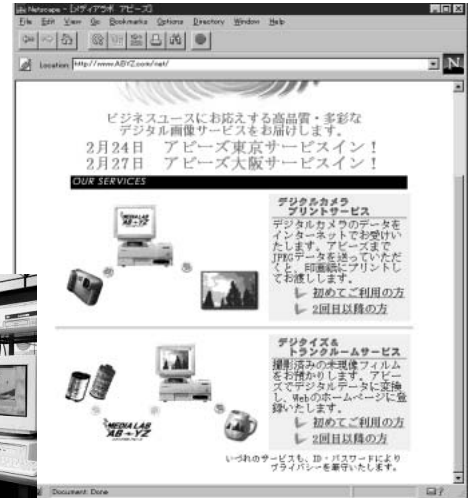 Netscape - [メディアラボ アビーズ]
File Edit View Go Bookmarks Options Directory Window Help
Location: http://www.ABYZ.com/net/
N
ビジネスユースにお応えする高品質・多彩な
デジタル画像サービスをお届けします。
2月24日 アビーズ東京サービスイン！
2月27日 アビーズ大阪サービスイン！
OUR SERVICES
MEDIA LAB
AB→YZ
デジタルカメラ
プリントサービス
デジタルカメラのデータを
インターネットでお受けい
たします。アビーズまで
JPEGデータを送っていただ
くと、印画紙にプリントし
てお渡しします。
初めてご利用の方
2回目以降の方
MEDIA LAB
AB→YZ
デジタイズ&
トランクルームサービス
撮影済みの未現像フィルム
をお預かりします。アビー
ズでデジタルデータに変換
し、Webのホームページに登
録いたします。
初めてご利用の方
2回目以降の方
いづれのサービスも、ID・パスワードにより
プライバシーを厳守いたします。
Document: Done